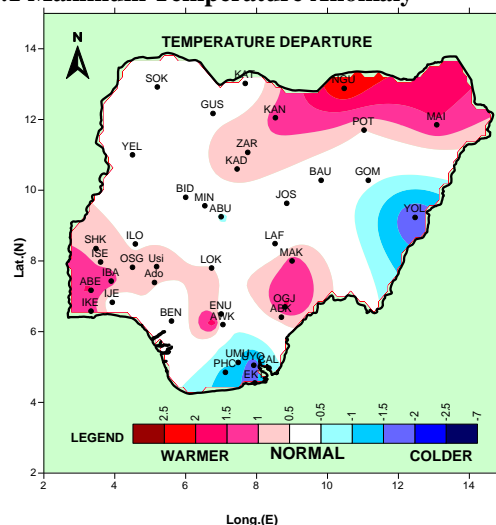 .1 Maximum Temperature Anomaly
14
N
TEMPERATURE DEPARTURE
SOK
KAT
NGU
GUS
KAN
12
POT
MAI
ZAR
YEL
KAD
BAU
GOM
10
BID
MIN
JOS
ABU
YOL
Lat.(N)
SHK
ILO
LAF
ISE
OSG
Usi
LOK
MAK
8
IBA
Ado
ABE
IJE
OGJ
IKE
ENU
ABK
BEN
AWK
6
UMU
UYO
CAL
PHC
EKT
4
2.5
2
1.5
1
0.5
-0.5
-1
-1.5
-2
-2.5
-7
LEGEND
WARMER
NORMAL
COLDER
2
2
4
6
8
10
12
14
Long.(E)